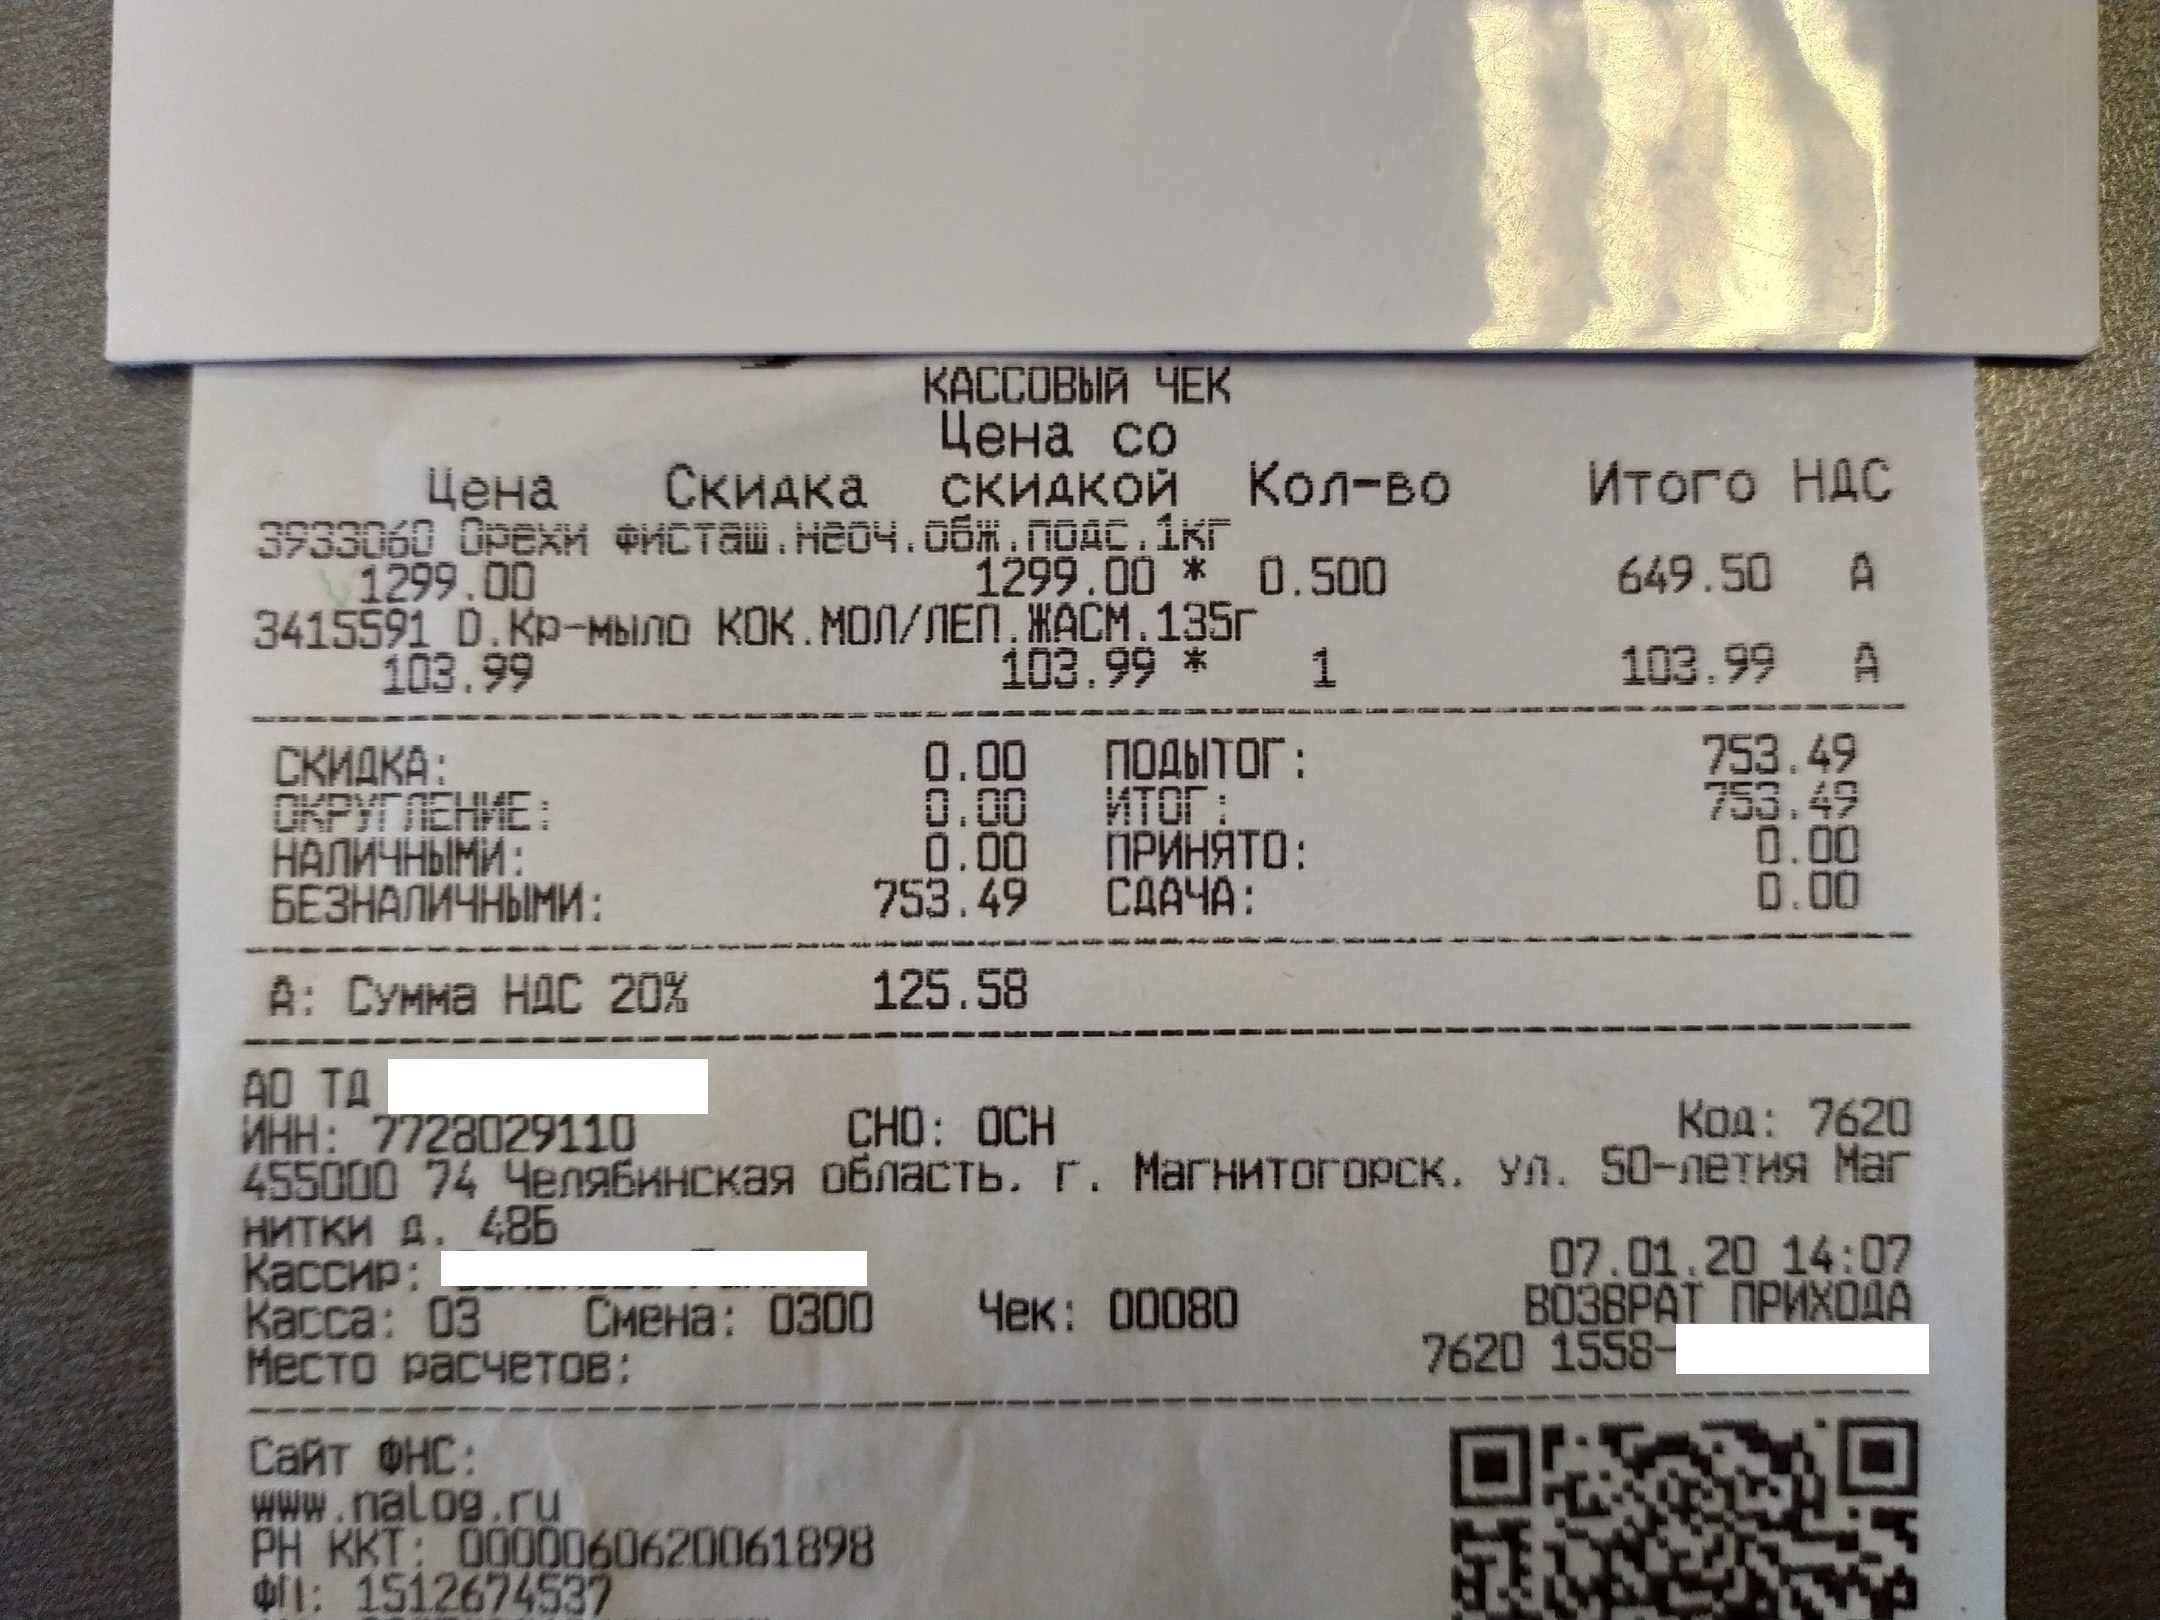 КАССОВЫЙ ЧЕК
Цена со
Цена Скидка скидкой Кол-во Итого НДС
3933060 Орехи фисташ.неоч.обж.подс.1кг
1299.00 1299.00 * 0.500 649.50 А
3415591 D.Кр-мыло КОК.МОЛ/ЛЕП.ЖАСМ.135г
103.99 103.99 * 1 103.99 А
СКИДКА: 0.00 ПОДЫТОГ: 753.49
ОКРУГЛЕНИЕ: 0.00 ИТОГ: 753.49
НАЛИЧНЫМИ: 0.00 ПРИНЯТО: 0.00
БЕЗНАЛИЧНЫМИ: 753.49 СДАЧА: 0.00
А: Сумма НДС 20% 125.58
АО ТД
ИНН: 7728029110 СНО: ОСН Код: 7620
455000 74 Челябинская область, г. Магнитогорск, ул. 50-летия Маг
нитки д. 48Б
07.01.20 14:07
Кассир:
ВОЗВРАТ ПРИХОДА
Касса: 03 Смена: 0300 Чек: 00080
7620 1558-
Место расчетов:
Сайт ФНС:
www.nalog.ru
РН ККТ: 0000060620061898
ФП: 1512674537